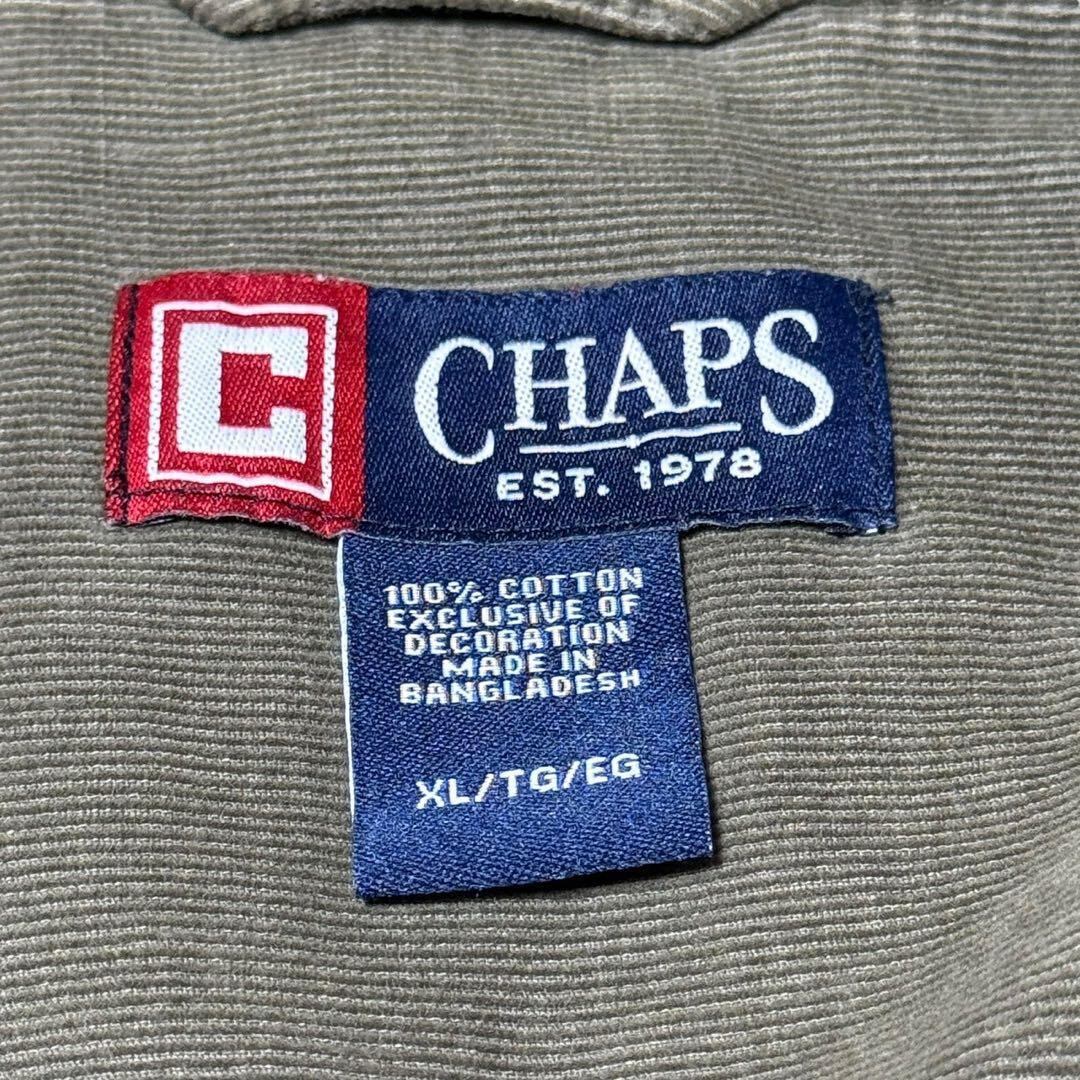 C
CHAPS
EST. 1978
100% COTTON
EXCLUSIVE OF
DECORATION
MADE IN
BANGLADESH
XL/TG/EG